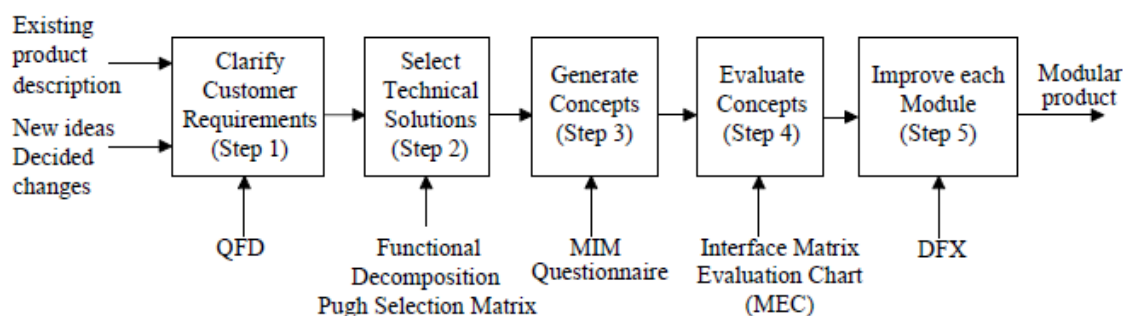 Existing
product
description
New ideas
Decided
changes
Clarify
Customer
Requirements
(Step 1)
Select
Technical
Solutions
(Step 2)
Generate
Concepts
(Step 3)
Evaluate
Concepts
(Step 4)
Improve each
Module
(Step 5)
Modular
product
QFD
Functional
Decomposition
Pugh Selection Matrix
MIM
Questionnaire
Interface Matrix
Evaluation Chart
(MEC)
DFX